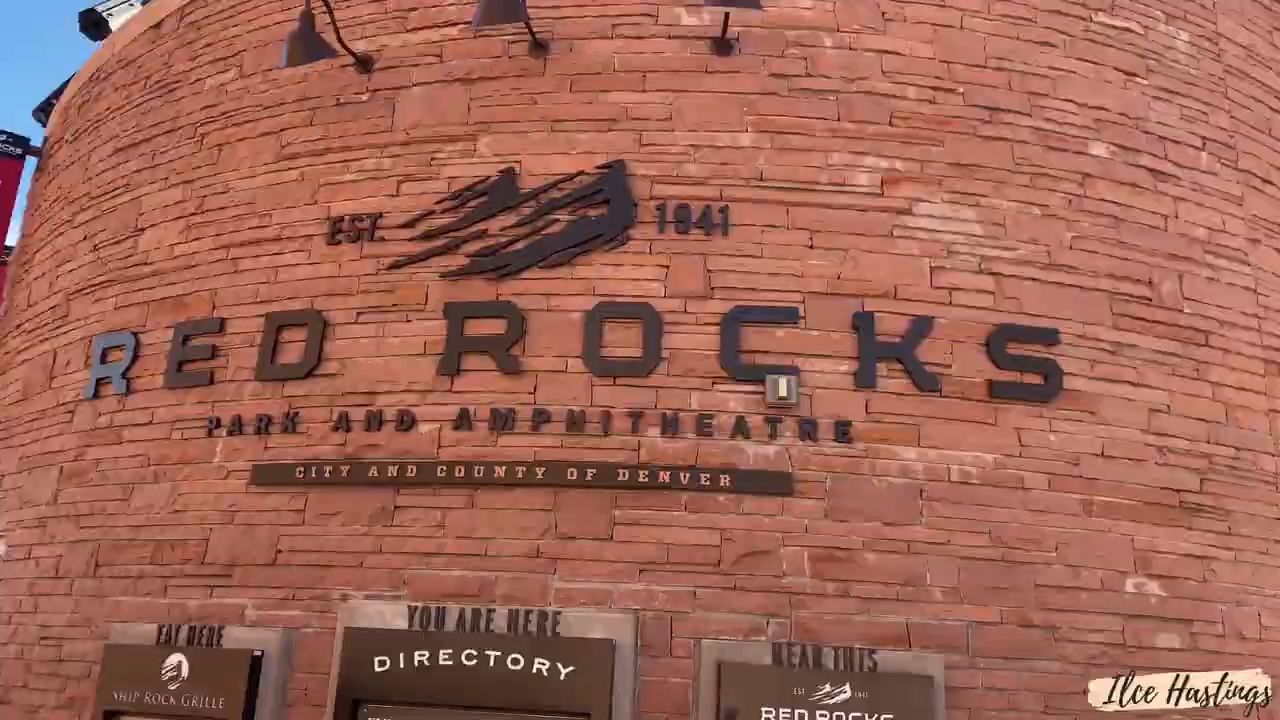 EST. 1941
RED ROCKS
PARK AND AMPHITHEATRE
CITY AND COUNTY OF DENVER
EAT HERE
SHIP ROCK GRILLE
YOU ARE HERE
DIRECTORY
HEAR THIS
EST 1941
RED ROCKS
Ilce Hastings